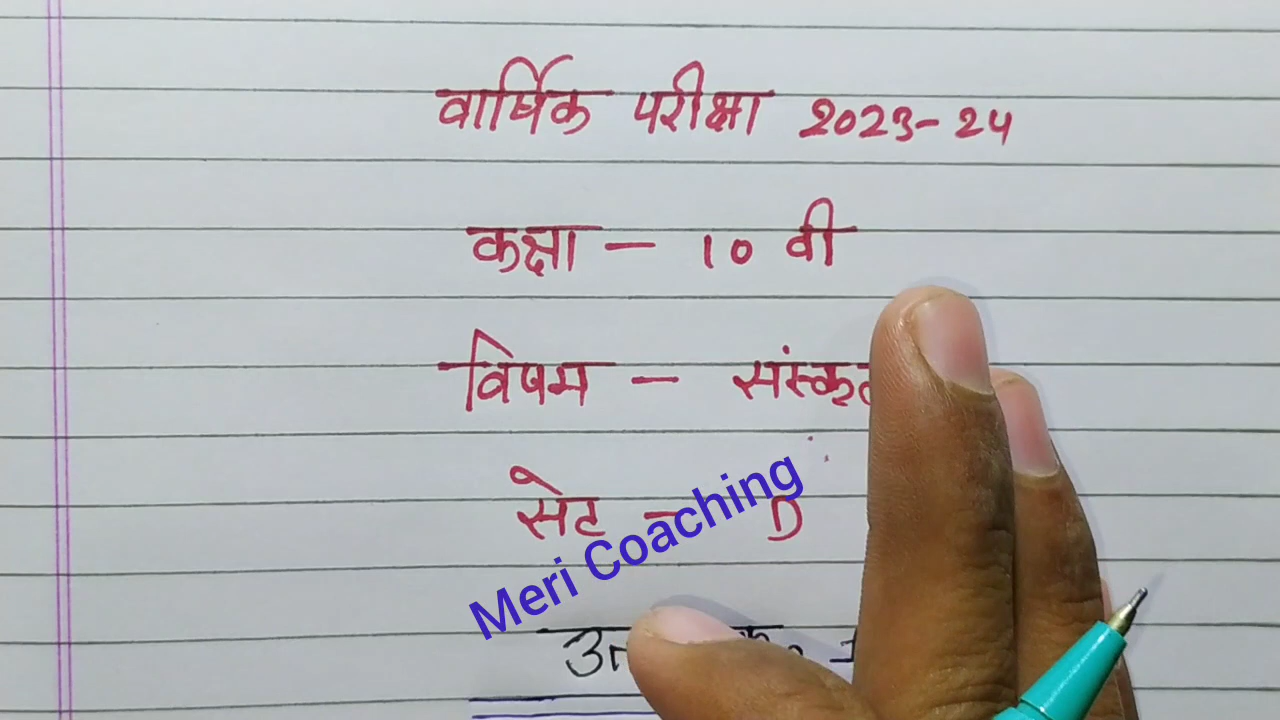 वार्षिक परीक्षा 2023-24
कक्षा - 10 वी
विषय -
सेट - D
Meri Coaching